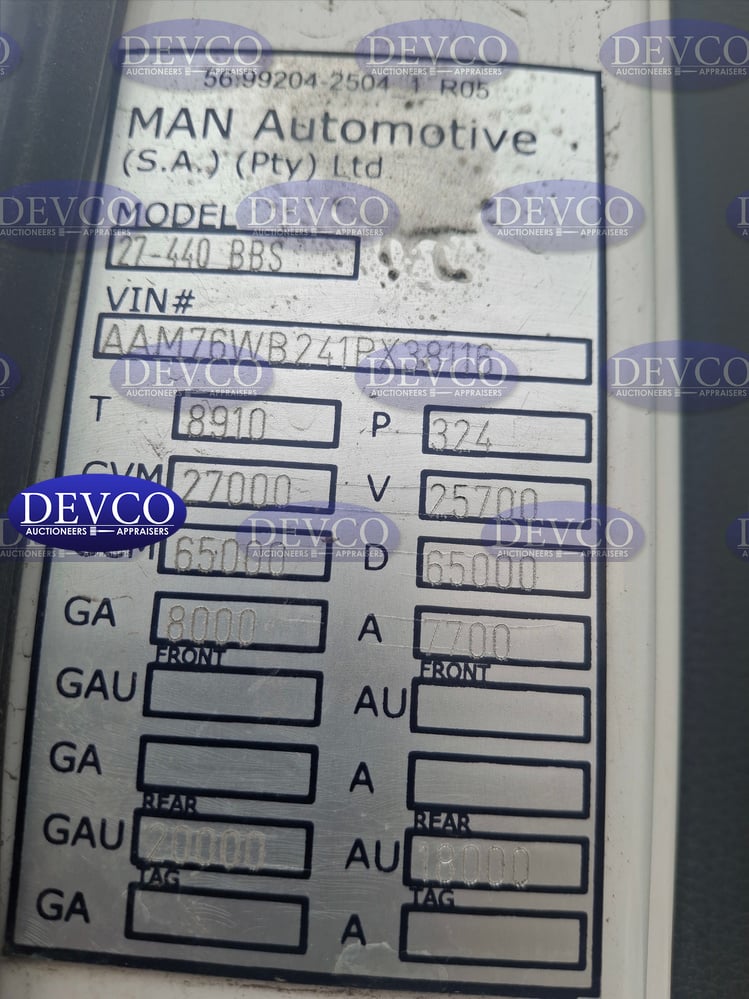 56.99204-2504 1 R05
MAN Automotive
(S.A.) (Pty) Ltd
MODEL
27-440 BBS
VIN#
AAM76WB241PX38116
T 8910 P 324
GVM 27000 V 25700
65000 D 65000
GA 8000 A 7700
FRONT FRONT
GAU AU
GA A
REAR REAR
GAU 20000 AU 18000
TAG TAG
GA A
DEVCO
AUCTIONEERS APPRAISERS